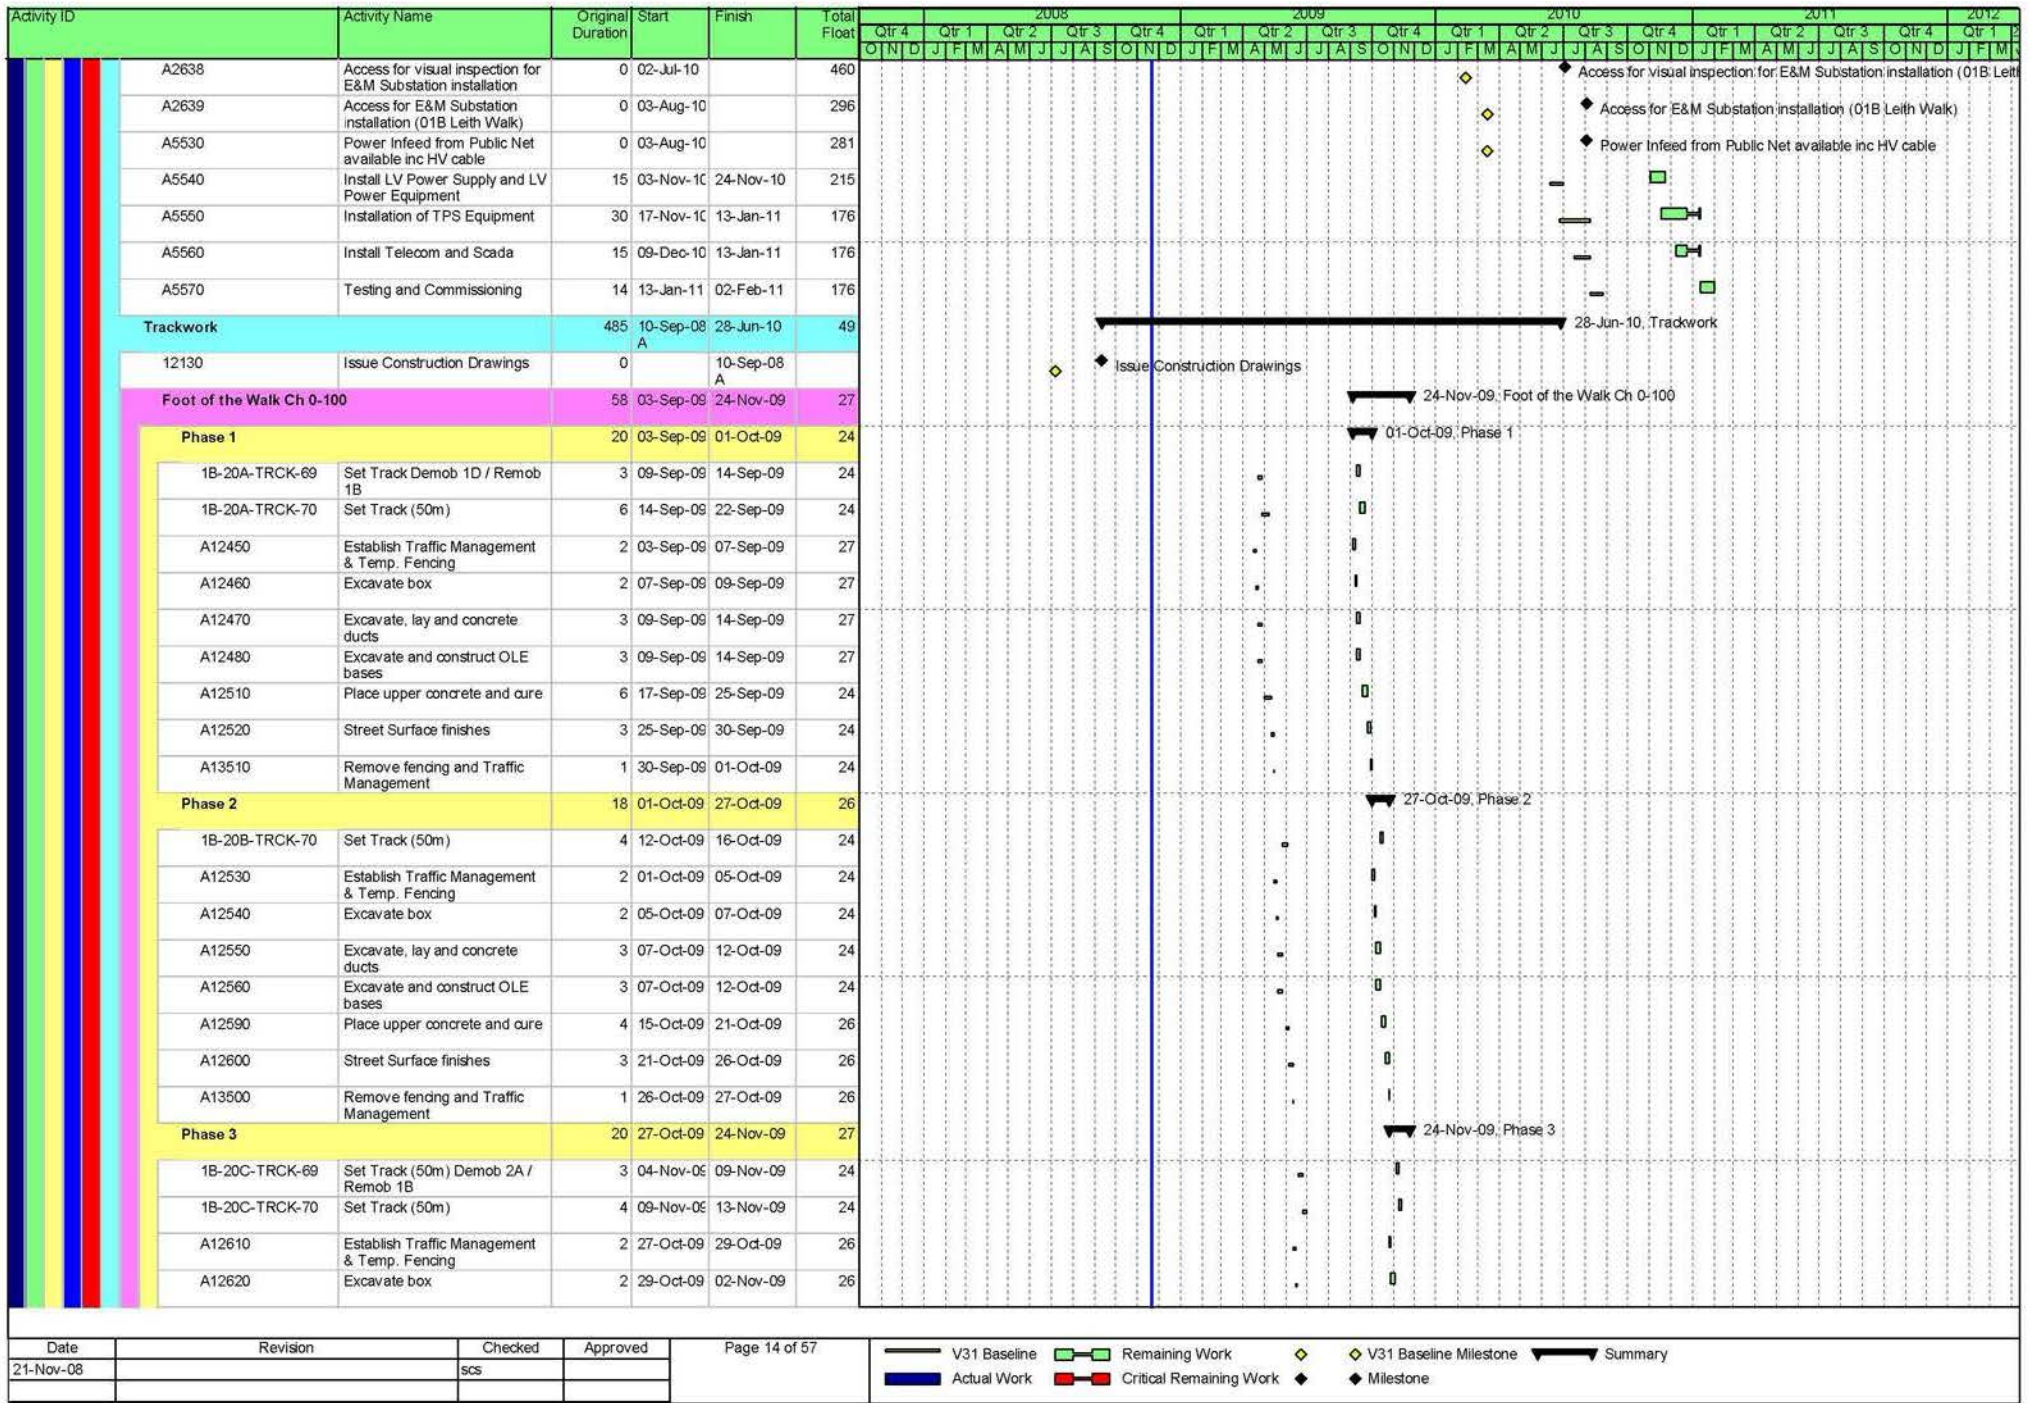 Activity ID Activity Name Original Duration Start Finish Total Float
2008 2009 2010 2011 2012
Qtr 4 Qtr 1 Qtr 2 Qtr 3 Qtr 4 Qtr 1 Qtr 2 Qtr 3 Qtr 4 Qtr 1 Qtr 2 Qtr 3 Qtr 4 Qtr 1 Qtr 2 Qtr 3 Qtr 4 Qtr 1 2
O N D J F M A M J J A S O N D J F M A M J J A S O N D J F M A M J J A S O N D J F M A M J J A S O N D J F M
A2638 Access for visual inspection for E&M Substation installation 0 02-Jul-10 460 Access for visual inspection for E&M Substation installation (01B Leith
A2639 Access for E&M Substation installation (01B Leith Walk) 0 03-Aug-10 296 Access for E&M Substation installation (01B Leith Walk)
A5530 Power Infeed from Public Net available inc HV cable 0 03-Aug-10 281 Power Infeed from Public Net available inc HV cable
A5540 Install LV Power Supply and LV Power Equipment 15 03-Nov-10 24-Nov-10 215
A5550 Installation of TPS Equipment 30 17-Nov-10 13-Jan-11 176
A5560 Install Telecom and Scada 15 09-Dec-10 13-Jan-11 176
A5570 Testing and Commissioning 14 13-Jan-11 02-Feb-11 176
Trackwork 485 10-Sep-08 A 28-Jun-10 49 28-Jun-10, Trackwork
12130 Issue Construction Drawings 0 10-Sep-08 A Issue Construction Drawings
Foot of the Walk Ch 0-100 58 03-Sep-09 24-Nov-09 27 24-Nov-09, Foot of the Walk Ch 0-100
Phase 1 20 03-Sep-09 01-Oct-09 24 01-Oct-09, Phase 1
1B-20A-TRCK-69 Set Track Demob 1D / Remob 1B 3 09-Sep-09 14-Sep-09 24
1B-20A-TRCK-70 Set Track (50m) 6 14-Sep-09 22-Sep-09 24
A12450 Establish Traffic Management & Temp. Fencing 2 03-Sep-09 07-Sep-09 27
A12460 Excavate box 2 07-Sep-09 09-Sep-09 27
A12470 Excavate, lay and concrete ducts 3 09-Sep-09 14-Sep-09 27
A12480 Excavate and construct OLE bases 3 09-Sep-09 14-Sep-09 27
A12510 Place upper concrete and cure 6 17-Sep-09 25-Sep-09 24
A12520 Street Surface finishes 3 25-Sep-09 30-Sep-09 24
A13510 Remove fencing and Traffic Management 1 30-Sep-09 01-Oct-09 24
Phase 2 18 01-Oct-09 27-Oct-09 26 27-Oct-09, Phase 2
1B-20B-TRCK-70 Set Track (50m) 4 12-Oct-09 16-Oct-09 24
A12530 Establish Traffic Management & Temp. Fencing 2 01-Oct-09 05-Oct-09 24
A12540 Excavate box 2 05-Oct-09 07-Oct-09 24
A12550 Excavate, lay and concrete ducts 3 07-Oct-09 12-Oct-09 24
A12560 Excavate and construct OLE bases 3 07-Oct-09 12-Oct-09 24
A12590 Place upper concrete and cure 4 15-Oct-09 21-Oct-09 26
A12600 Street Surface finishes 3 21-Oct-09 26-Oct-09 26
A13500 Remove fencing and Traffic Management 1 26-Oct-09 27-Oct-09 26
Phase 3 20 27-Oct-09 24-Nov-09 27 24-Nov-09, Phase 3
1B-20C-TRCK-69 Set Track (50m) Demob 2A / Remob 1B 3 04-Nov-09 09-Nov-09 24
1B-20C-TRCK-70 Set Track (50m) 4 09-Nov-09 13-Nov-09 24
A12610 Establish Traffic Management & Temp. Fencing 2 27-Oct-09 29-Oct-09 26
A12620 Excavate box 2 29-Oct-09 02-Nov-09 26
Date Revision Checked Approved Page 14 of 57
21-Nov-08 scs
V31 Baseline Remaining Work V31 Baseline Milestone Summary
Actual Work Critical Remaining Work Milestone